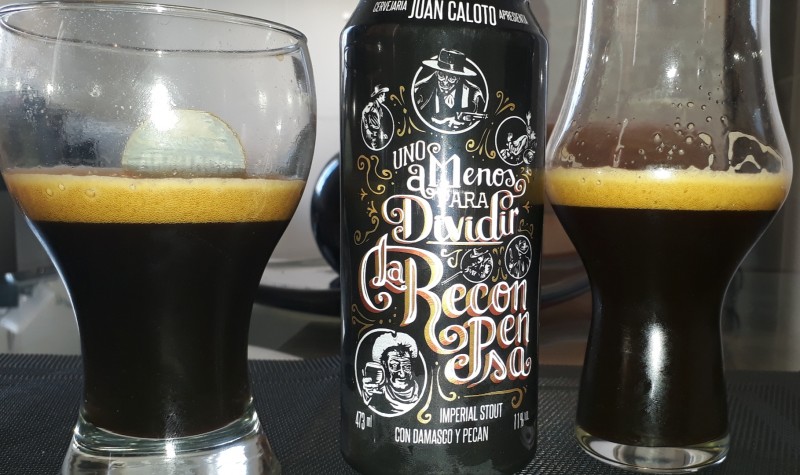 CERVEJARIA JUAN CALOTO APRESENTA
UNO
a Menos
PARA
Dividir
La
Recon
pen
sa
IMPERIAL STOUT
473 ml
11%
CON DAMASCO Y PECAN